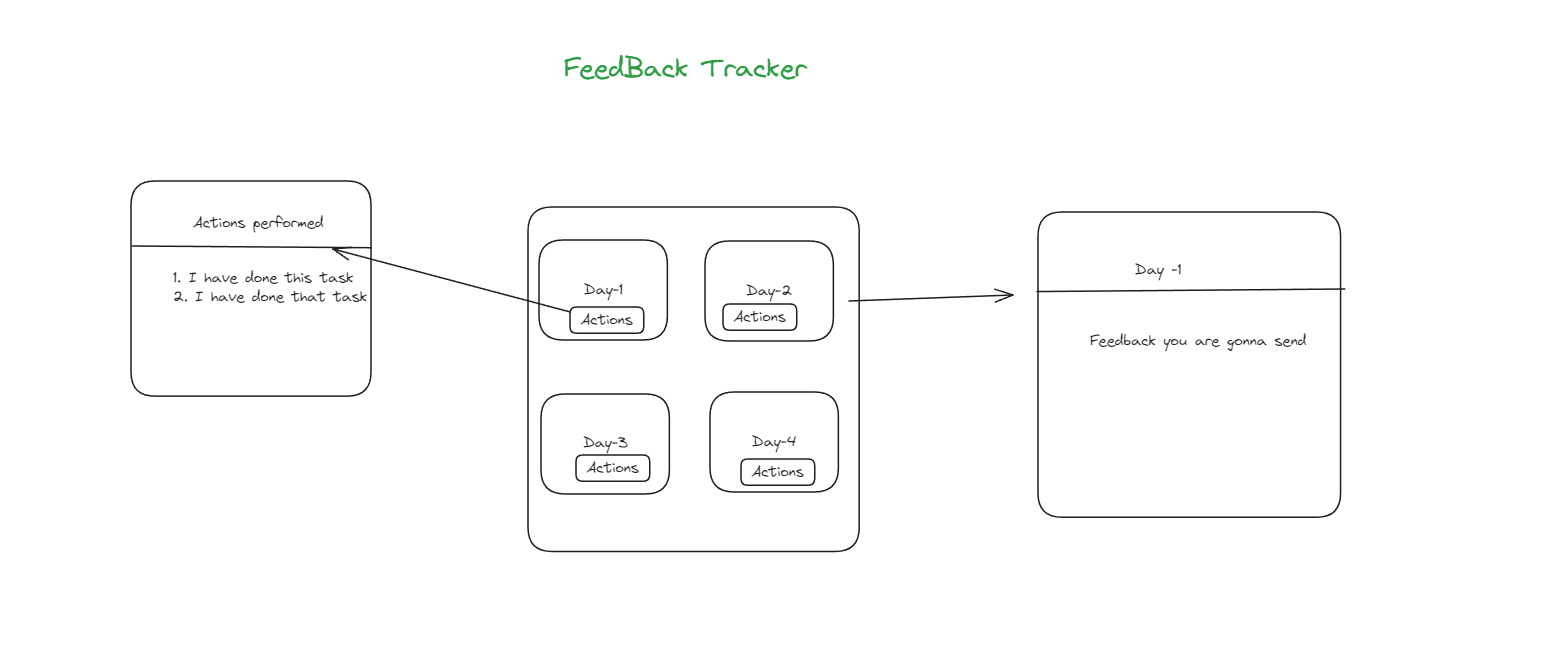 FeedBack Tracker
Actions performed
1. I have done this task
2. I have done that task
Day-1
Actions
Day-2
Actions
Day-3
Actions
Day-4
Actions
Day -1
Feedback you are gonna send